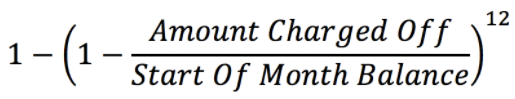 1 − (1 − Amount Charged Off / Start Of Month Balance)^12